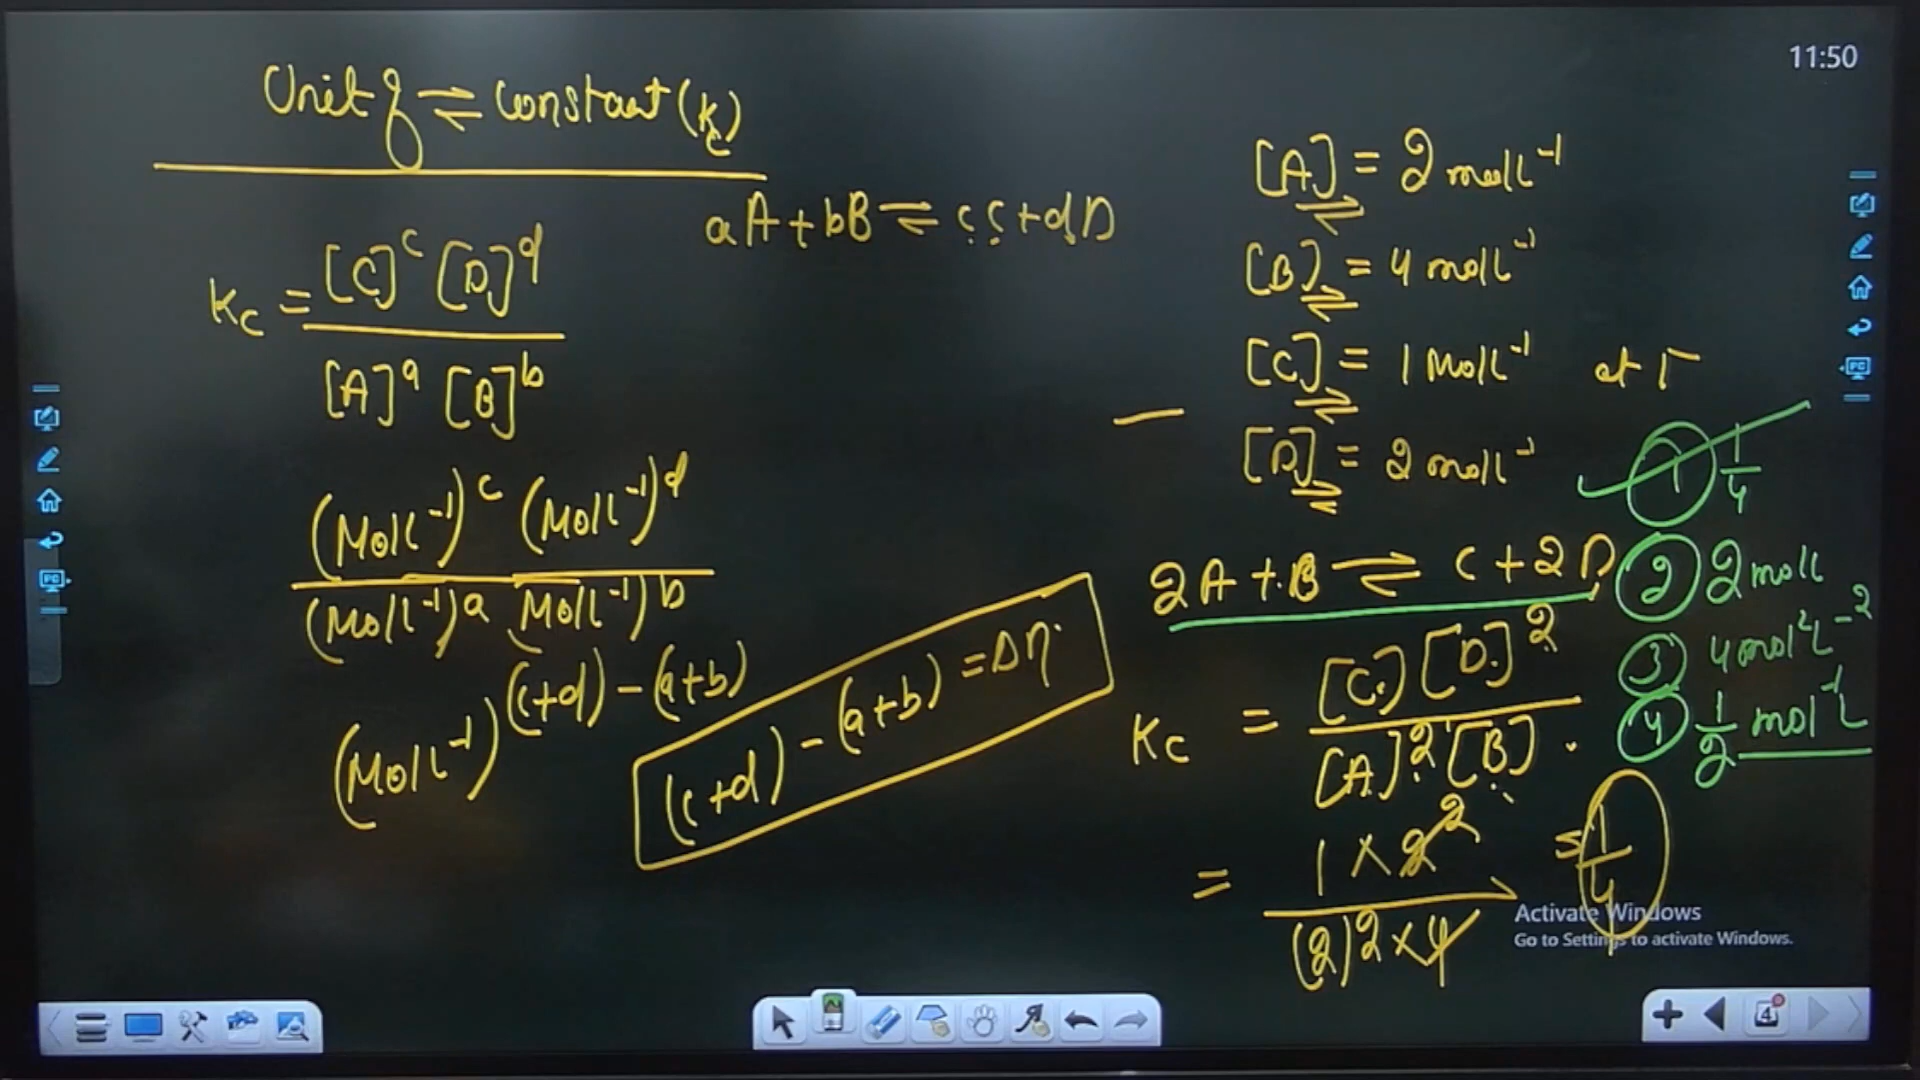 11:50
Unit of ⇌ constant (Kc)
aA + bB ⇌ cC + dD
Kc = [C]^c [D]^d / [A]^a [B]^b
(Mol L^-1)^c (Mol L^-1)^d / (Mol L^-1)^a (Mol L^-1)^b
(Mol L^-1)^(c+d) - (a+b)
(c+d) - (a+b) = Δn
[A]⇌ = 2 mol L^-1
[B]⇌ = 4 mol L^-1
[C]⇌ = 1 Mol L^-1 at T
[D]⇌ = 2 mol L^-1
2A + B ⇌ C + 2D
Kc = [C] [D]^2 / [A]^2 [B]
= 1 × 2^2 / (2)^2 × 4 = 1/4
① 1/4
② 2 mol L
③ 4 mol^2 L^-2
④ 1/2 mol^-1 L
Activate Windows
Go to Settings to activate Windows.
PC
PC
4